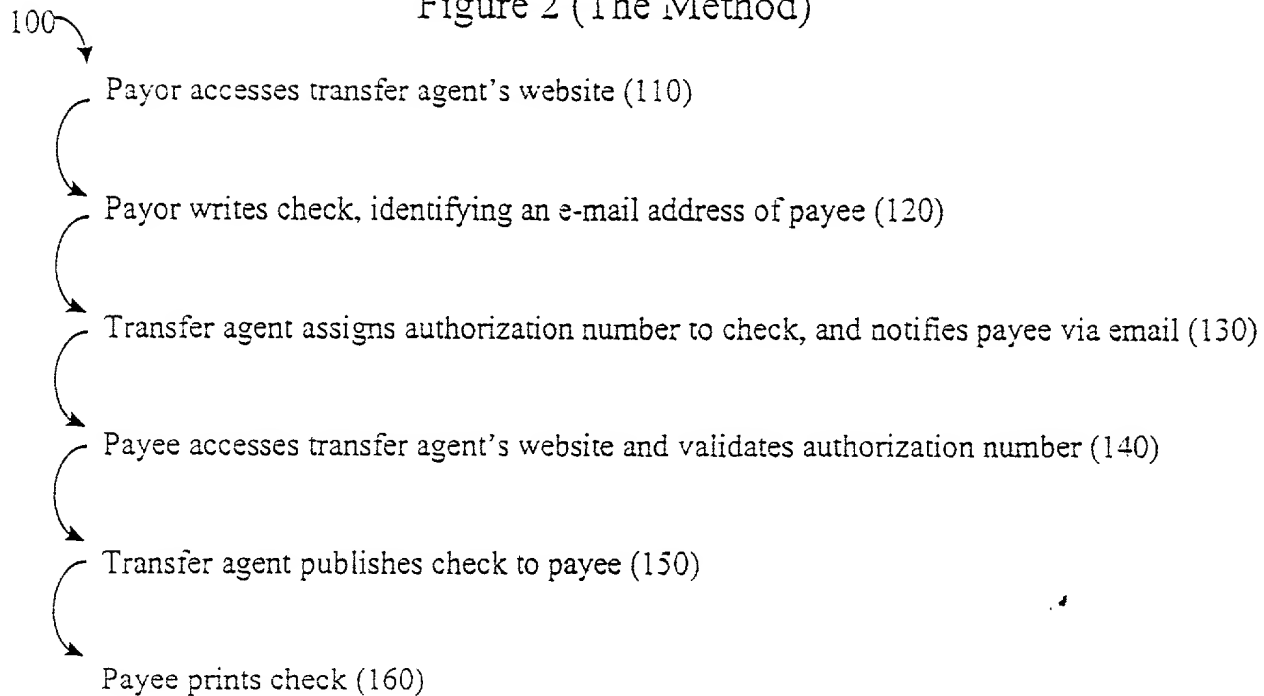 Figure 2 (The Method)
100
Payor accesses transfer agent's website (110)
Payor writes check, identifying an e-mail address of payee (120)
Transfer agent assigns authorization number to check, and notifies payee via email (130)
Payee accesses transfer agent's website and validates authorization number (140)
Transfer agent publishes check to payee (150)
Payee prints check (160)